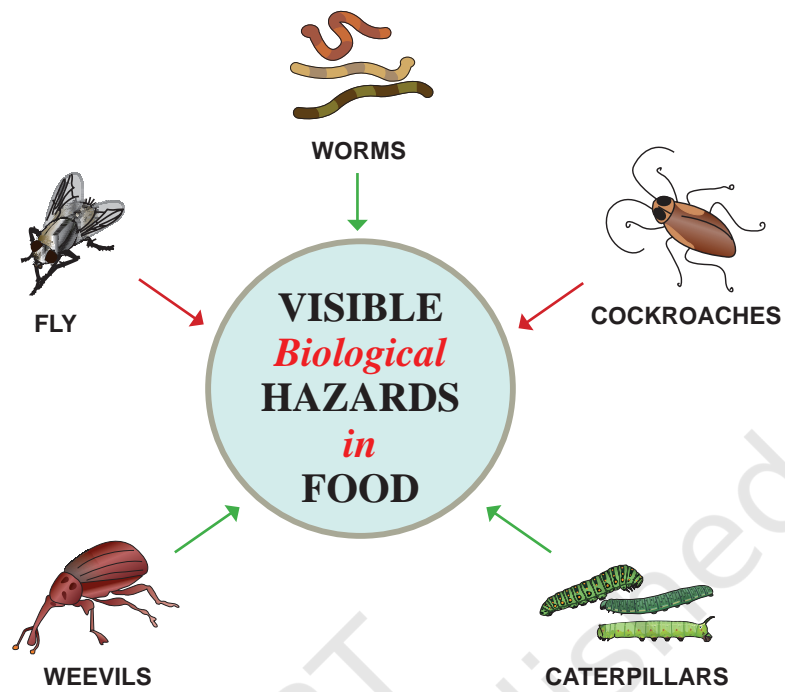 WORMS
FLY
COCKROACHES
VISIBLE
Biological
HAZARDS
in
FOOD
WEEVILS
CATERPILLARS